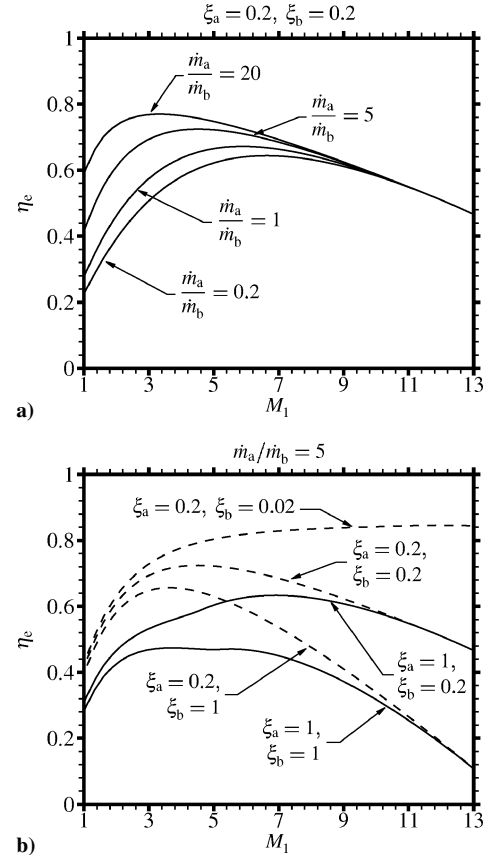 ξa = 0.2, ξb = 0.2
1
0.8
0.6
0.4
0.2
0
ηe
ṁa/ṁb = 20
ṁa/ṁb = 5
ṁa/ṁb = 1
ṁa/ṁb = 0.2
1 3 5 7 9 11 13
M1
a)
ṁa/ṁb = 5
1
0.8
0.6
0.4
0.2
0
ηe
ξa = 0.2, ξb = 0.02
ξa = 0.2,
ξb = 0.2
ξa = 1,
ξb = 0.2
ξa = 0.2,
ξb = 1
ξa = 1,
ξb = 1
1 3 5 7 9 11 13
M1
b)